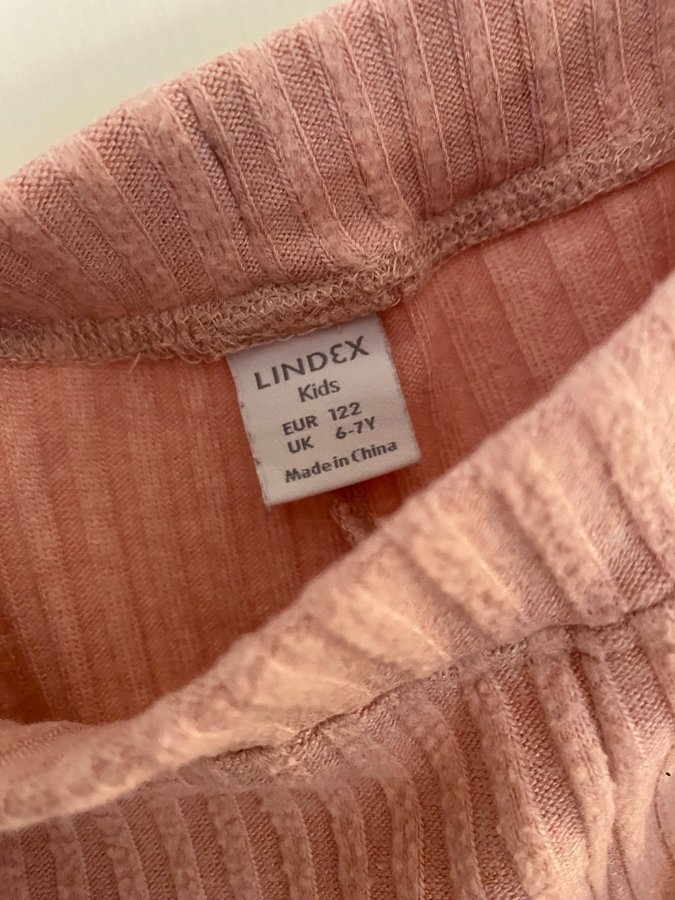 LINDEX
Kids
EUR 122
UK 6-7Y
Made in China